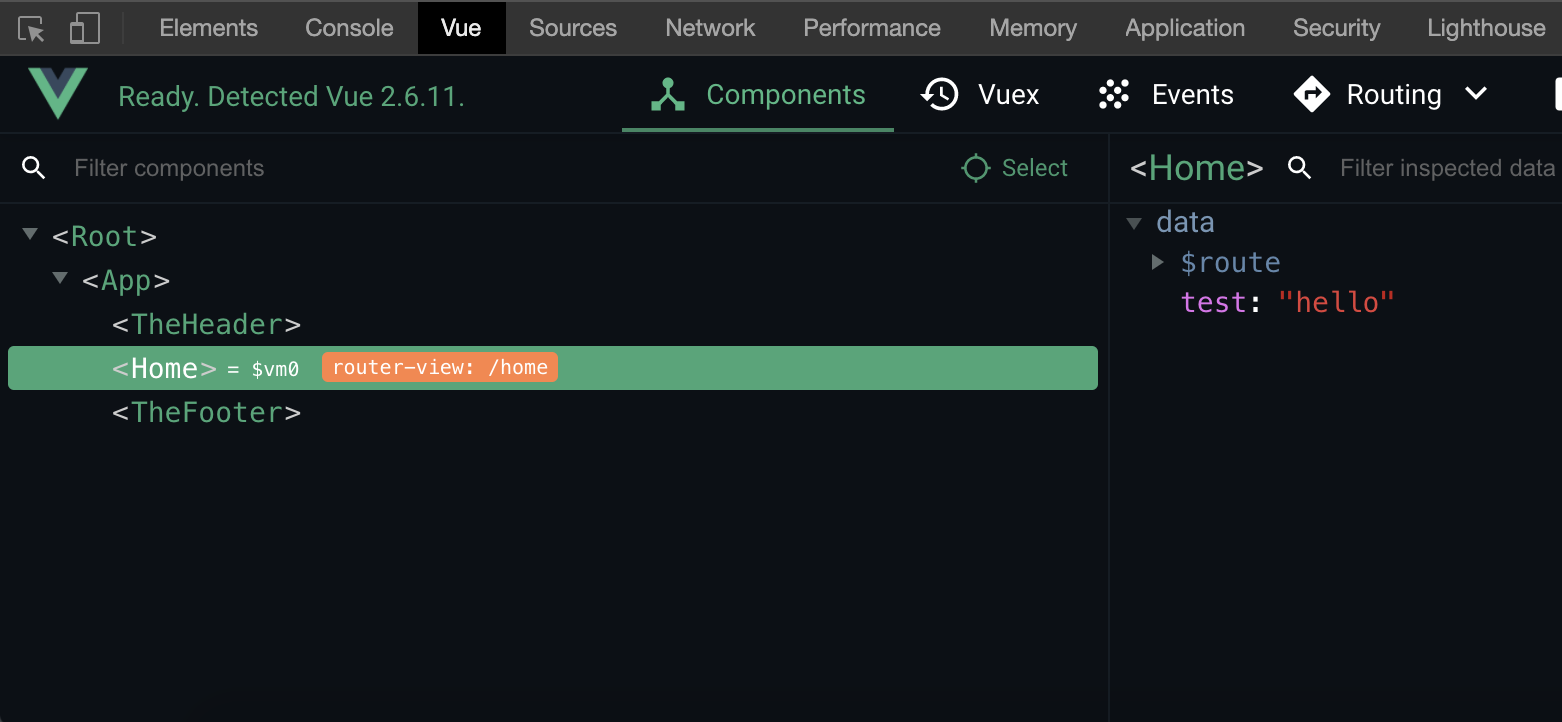 Elements Console Vue Sources Network Performance Memory Application Security Lighthouse
Ready. Detected Vue 2.6.11. Components Vuex Events Routing
Filter components Select <Home> Filter inspected data
<Root>
<App>
<TheHeader>
<Home> = $vm0 router-view: /home
<TheFooter>
data
$route
test: "hello"